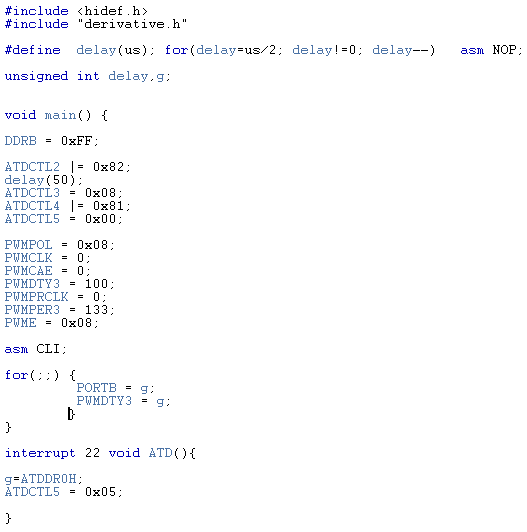 #include <hidef.h>
#include "derivative.h"
#define delay(us); for(delay=us/2; delay!=0; delay--) asm NOP;
unsigned int delay,g;
void main() {
DDRB = 0xFF;
ATDCTL2 |= 0x82;
delay(50);
ATDCTL3 = 0x08;
ATDCTL4 |= 0x81;
ATDCTL5 = 0x00;
PWMPOL = 0x08;
PWMCLK = 0;
PWMCAE = 0;
PWMDTY3 = 100;
PWMPRCLK = 0;
PWMPER3 = 133;
PWME = 0x08;
asm CLI;
for(;;) {
PORTB = g;
PWMDTY3 = g;
}
}
interrupt 22 void ATD(){
g=ATDDR0H;
ATDCTL5 = 0x05;
}